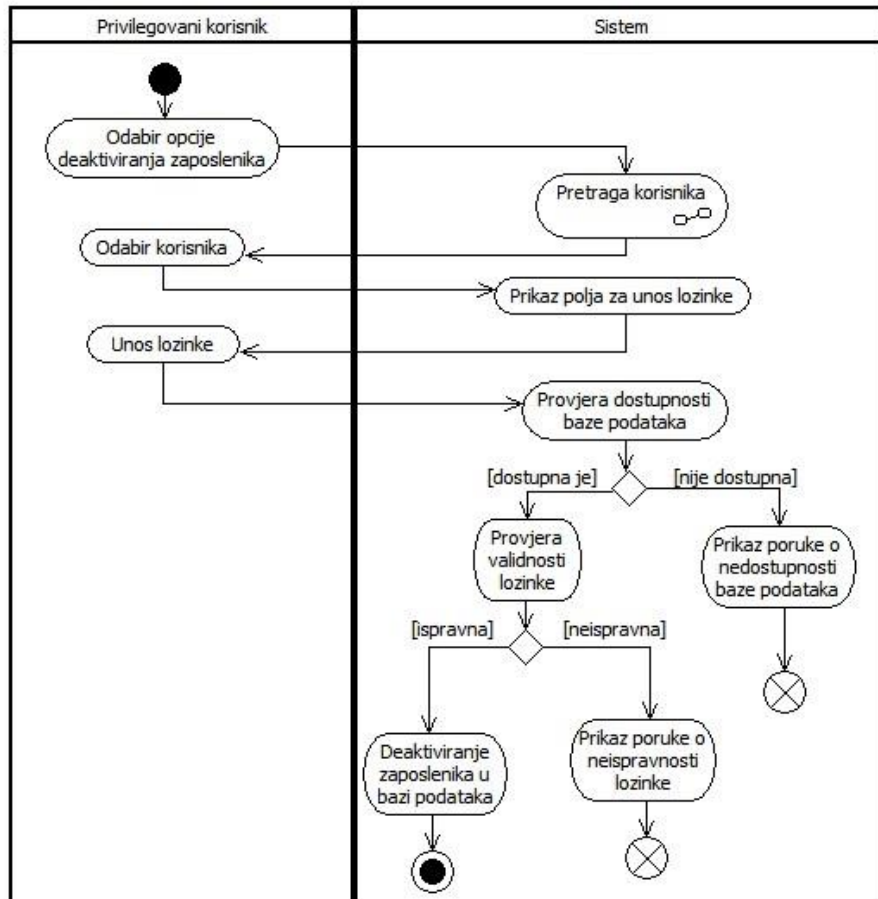 Privilegovani korisnik
Sistem
Odabir opcije
deaktiviranja zaposlenika
Pretraga korisnika
Odabir korisnika
Prikaz polja za unos lozinke
Unos lozinke
Provjera dostupnosti
baze podataka
[dostupna je]
[nije dostupna]
Provjera
validnosti
lozinke
Prikaz poruke o
nedostupnosti
baze podataka
[ispravna]
[neispravna]
Deaktiviranje
zaposlenika u
bazi podataka
Prikaz poruke o
neispravnosti
lozinke